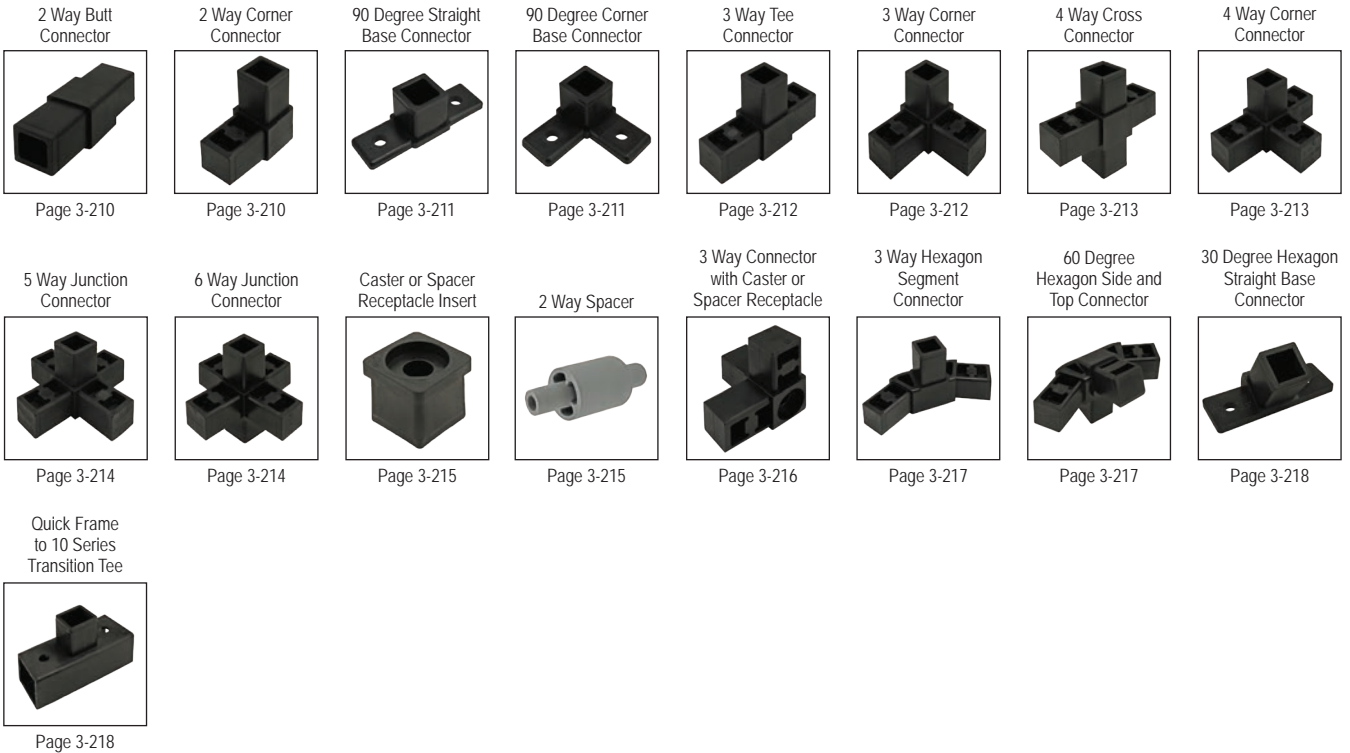 2 Way Butt
Connector
2 Way Corner
Connector
90 Degree Straight
Base Connector
90 Degree Corner
Base Connector
3 Way Tee
Connector
3 Way Corner
Connector
4 Way Cross
Connector
4 Way Corner
Connector
Page 3-210
Page 3-210
Page 3-211
Page 3-211
Page 3-212
Page 3-212
Page 3-213
Page 3-213
5 Way Junction
Connector
6 Way Junction
Connector
Caster or Spacer
Receptacle Insert
2 Way Spacer
3 Way Connector
with Caster or
Spacer Receptacle
3 Way Hexagon
Segment
Connector
60 Degree
Hexagon Side and
Top Connector
30 Degree Hexagon
Straight Base
Connector
Page 3-214
Page 3-214
Page 3-215
Page 3-215
Page 3-216
Page 3-217
Page 3-217
Page 3-218
Quick Frame
to 10 Series
Transition Tee
Page 3-218